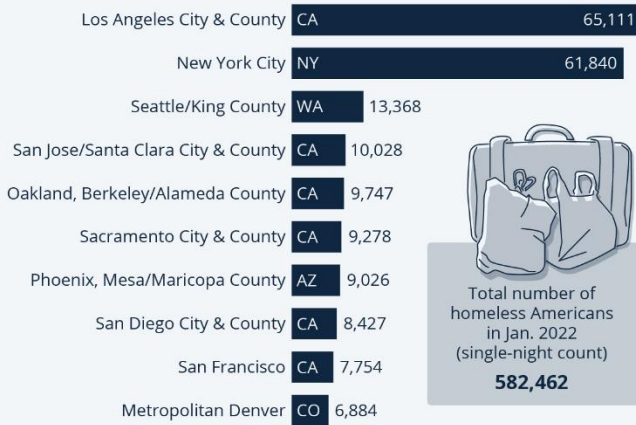 Los Angeles City & County CA 65,111
New York City NY 61,840
Seattle/King County WA 13,368
San Jose/Santa Clara City & County CA 10,028
Oakland, Berkeley/Alameda County CA 9,747
Sacramento City & County CA 9,278
Phoenix, Mesa/Maricopa County AZ 9,026
San Diego City & County CA 8,427
San Francisco CA 7,754
Metropolitan Denver CO 6,884
Total number of
homeless Americans
in Jan. 2022
(single-night count)
582,462